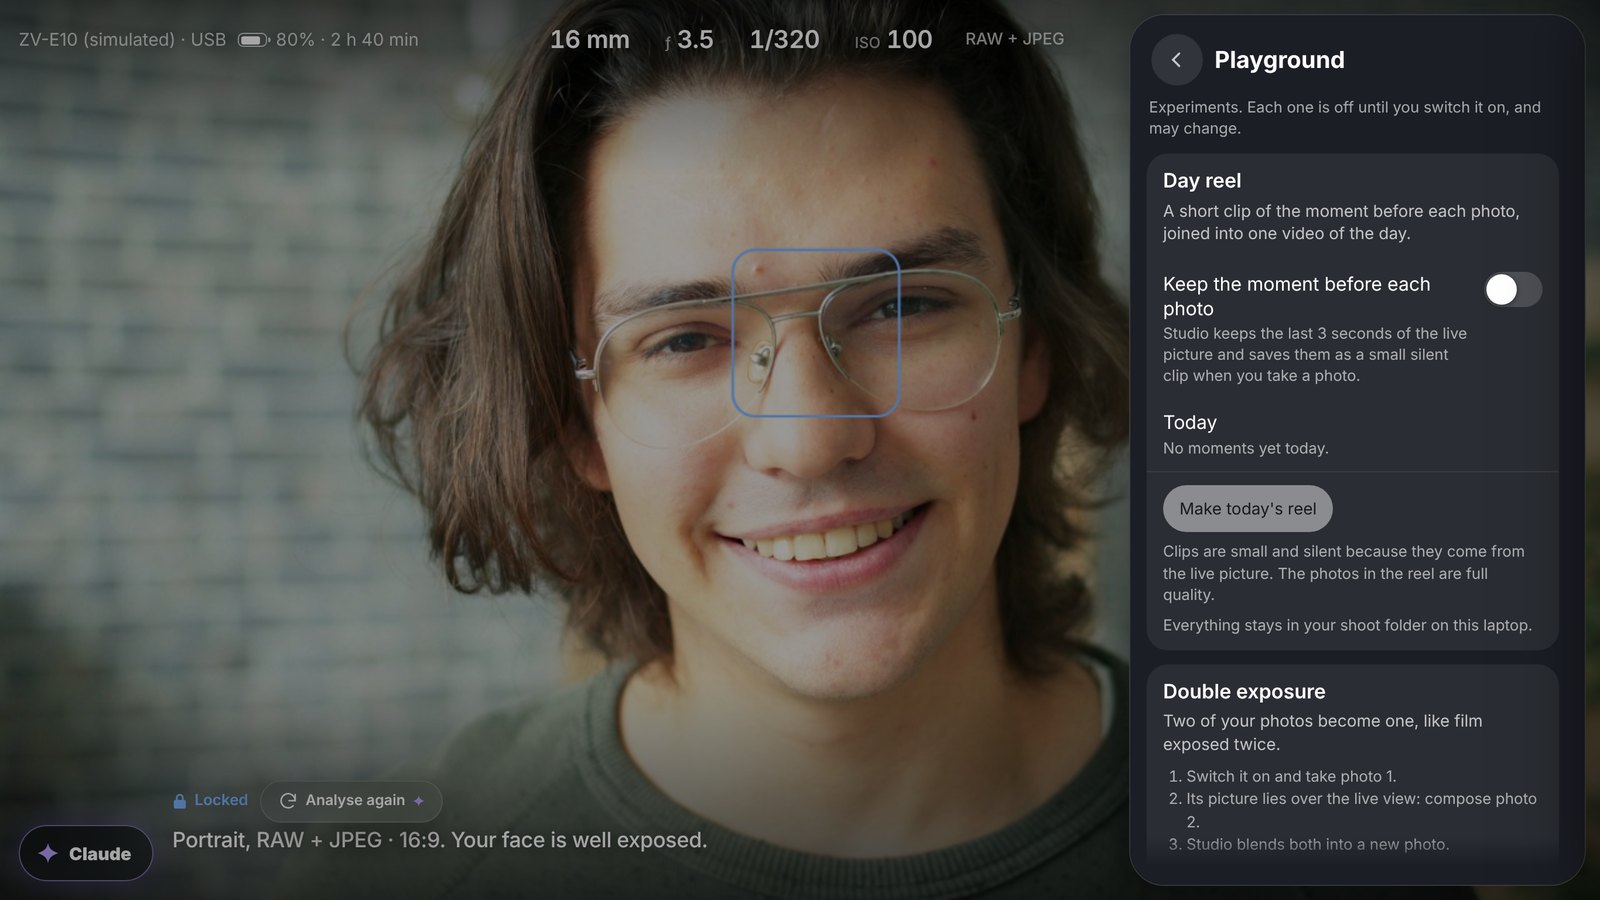 ZV-E10 (simulated) · USB 80% · 2 h 40 min
16 mm ƒ 3.5 1/320 ISO 100 RAW + JPEG
Playground
Experiments. Each one is off until you switch it on, and
may change.
Day reel
A short clip of the moment before each photo,
joined into one video of the day.
Keep the moment before each
photo
Studio keeps the last 3 seconds of the live
picture and saves them as a small silent
clip when you take a photo.
Today
No moments yet today.
Make today's reel
Clips are small and silent because they come from
the live picture. The photos in the reel are full
quality.
Everything stays in your shoot folder on this laptop.
Double exposure
Two of your photos become one, like film
exposed twice.
1. Switch it on and take photo 1.
2. Its picture lies over the live view: compose photo
2.
3. Studio blends both into a new photo.
Locked
Analyse again
Portrait, RAW + JPEG · 16:9. Your face is well exposed.
Claude